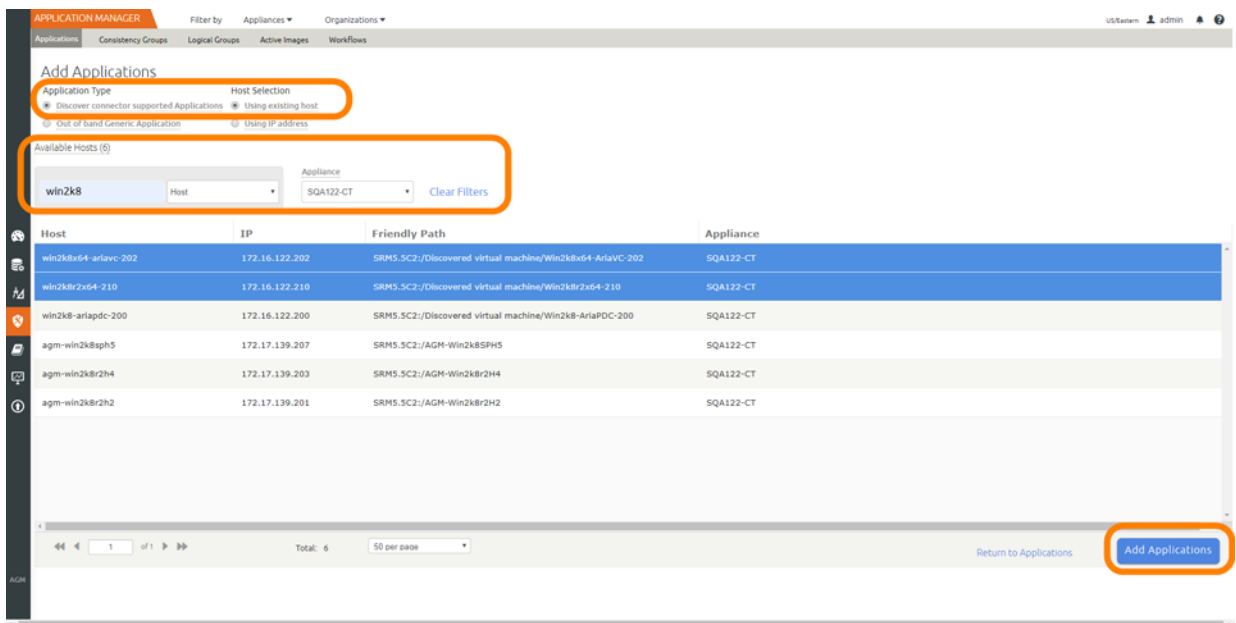 APPLICATION MANAGER Filter by Appliances ▾ Organizations ▾ US/Eastern admin
Applications Consistency Groups Logical Groups Active Images Workflows
Add Applications
Application Type Host Selection
Discover connector supported Applications Using existing host
Out of band Generic Application Using IP address
Available Hosts (6)
Appliance
win2k8 Host SQA122-CT Clear Filters
Host IP Friendly Path Appliance
win2k8x64-ariavc-202 172.16.122.202 SRM5.5C2:/Discovered virtual machine/Win2k8x64-AriaVC-202 SQA122-CT
win2k8r2x64-210 172.16.122.210 SRM5.5C2:/Discovered virtual machine/Win2k8r2x64-210 SQA122-CT
win2k8-ariapdc-200 172.16.122.200 SRM5.5C2:/Discovered virtual machine/Win2k8-AriaPDC-200 SQA122-CT
agm-win2k8sph5 172.17.139.207 SRM5.5C2:/AGM-Win2k8SPH5 SQA122-CT
agm-win2k8r2h4 172.17.139.203 SRM5.5C2:/AGM-Win2k8r2H4 SQA122-CT
agm-win2k8r2h2 172.17.139.201 SRM5.5C2:/AGM-Win2k8r2H2 SQA122-CT
1 of 1 Total: 6 50 per page Return to Applications Add Applications
AGM